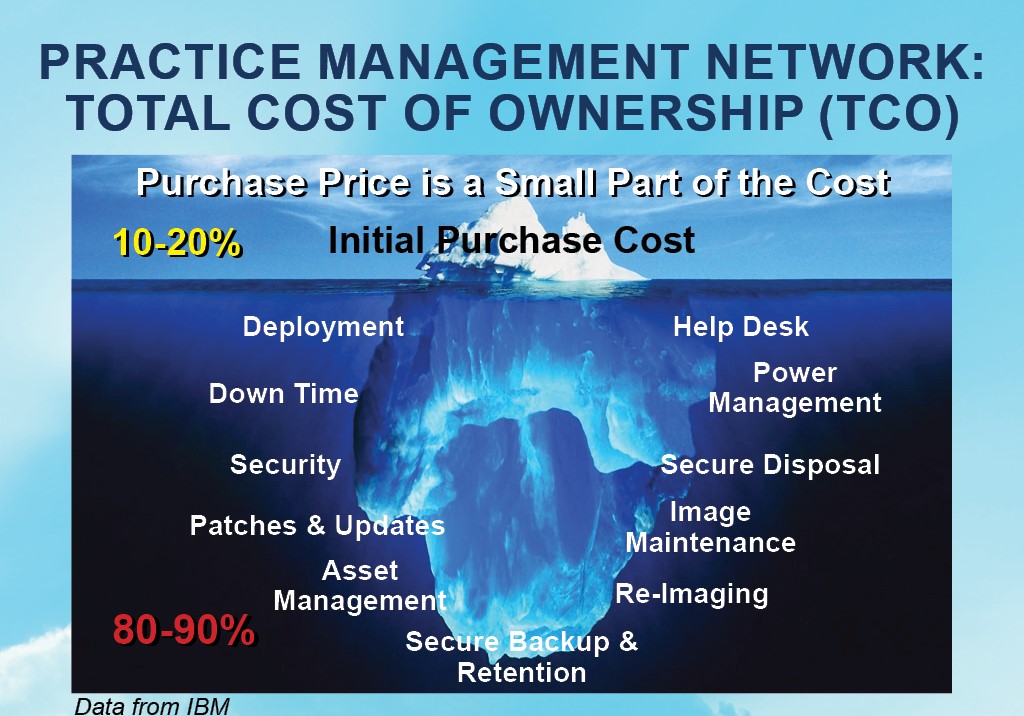 PRACTICE MANAGEMENT NETWORK:
TOTAL COST OF OWNERSHIP (TCO)
Purchase Price is a Small Part of the Cost
10-20%
Initial Purchase Cost
Deployment
Help Desk
Down Time
Power
Management
Security
Secure Disposal
Patches & Updates
Image
Maintenance
Asset
Management
Re-Imaging
80-90%
Secure Backup &
Retention
Data from IBM